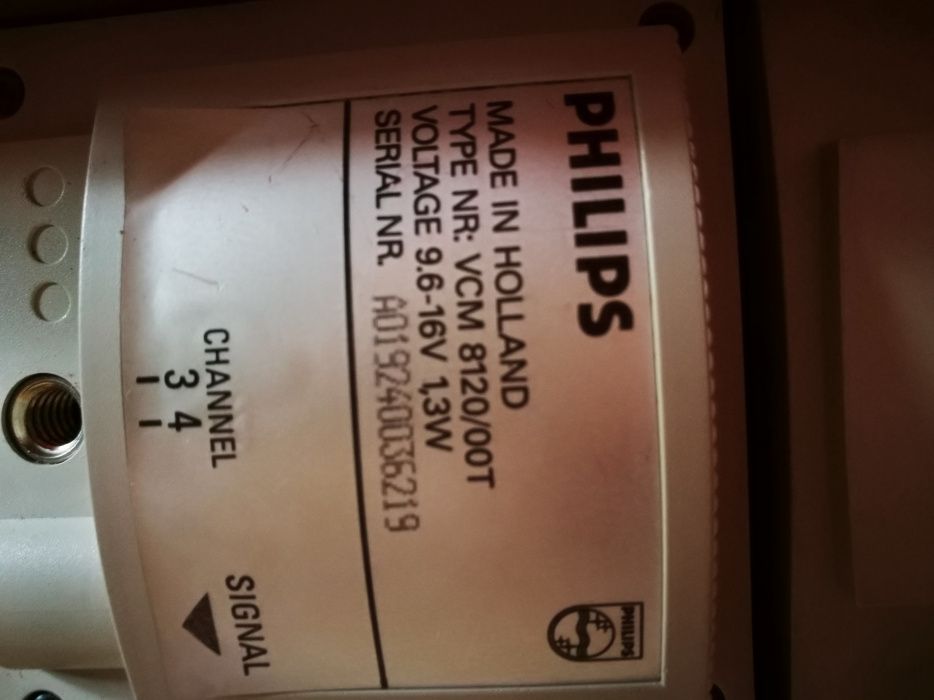 PHILIPS
MADE IN HOLLAND
TYPE NR: VCM 8120/00T
VOLTAGE 9.6-16V 1,3W
SERIAL NR. A019240036219
PHILIPS
CHANNEL
3 4
SIGNAL